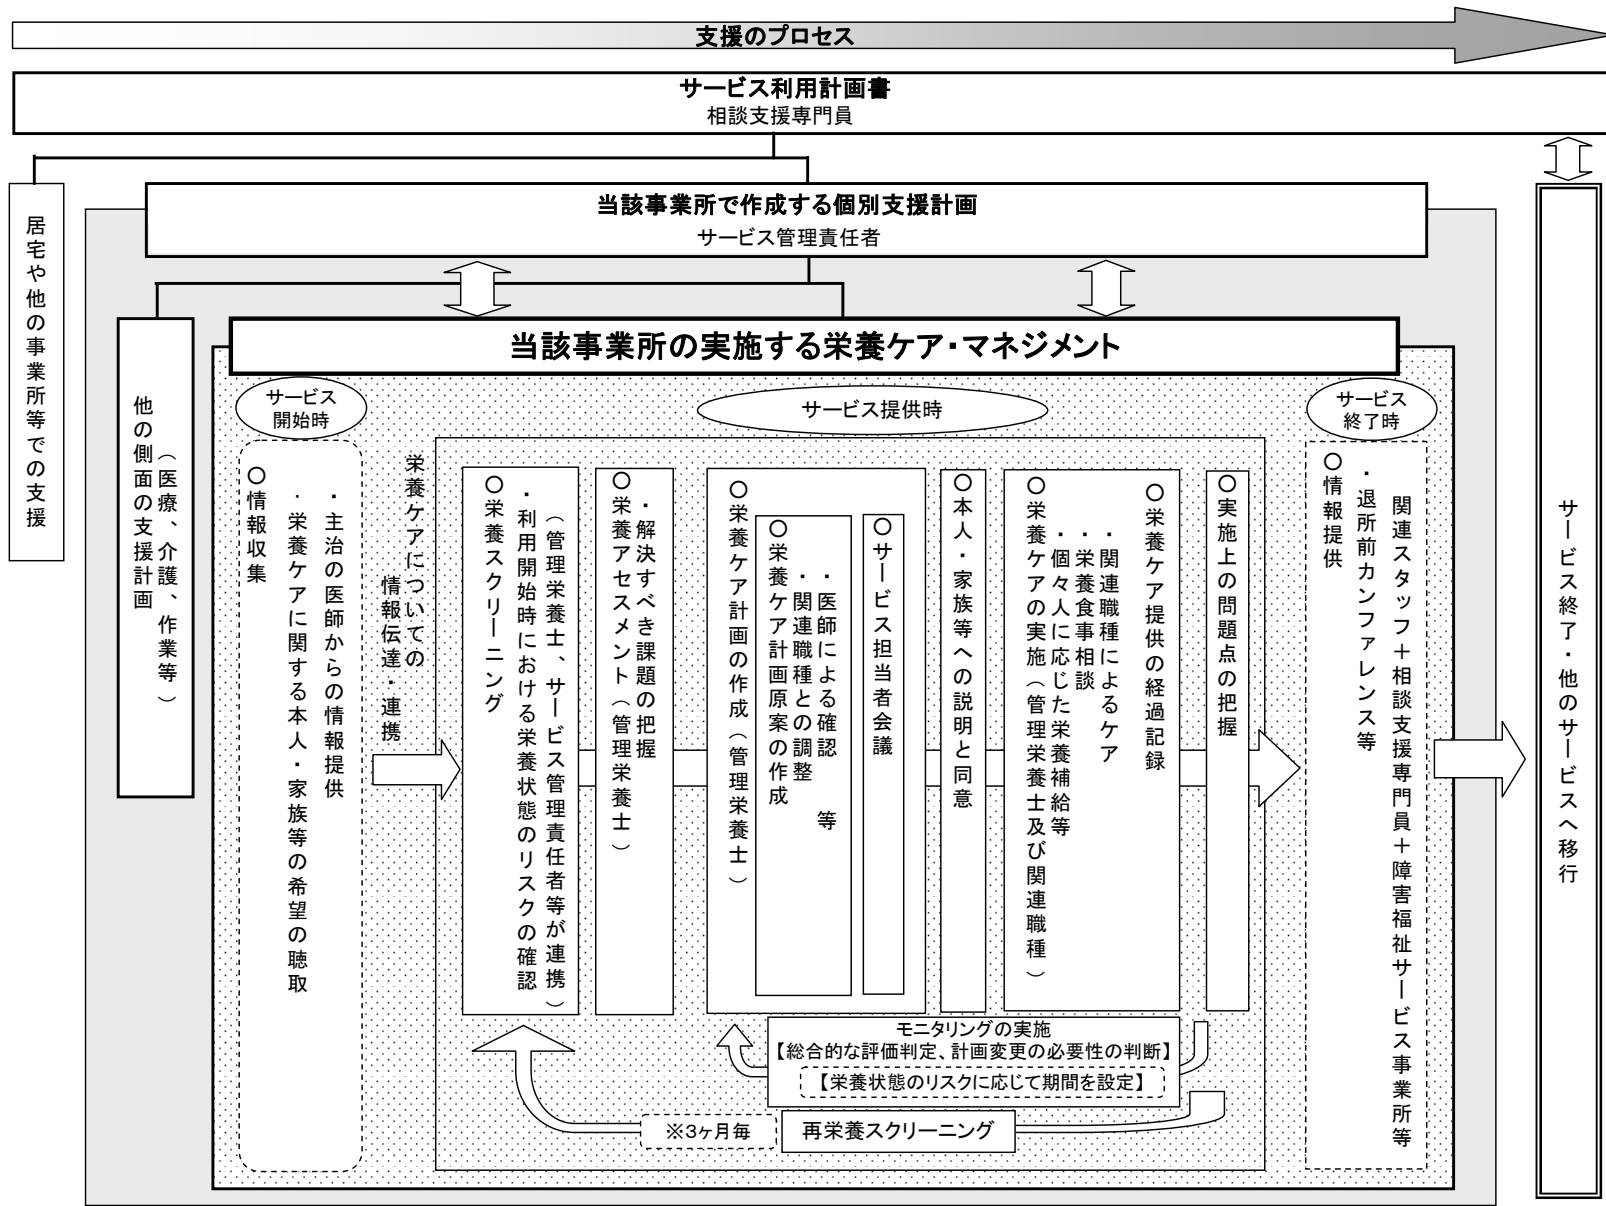 支援のプロセス
サービス利用計画書
相談支援専門員
居宅や他の事業所等での支援
当該事業所で作成する個別支援計画
サービス管理責任者
他の側面の支援計画
（医療、介護、作業等）
当該事業所の実施する栄養ケア・マネジメント
サービス
開始時
○情報収集
・栄養ケアに関する本人・家族等の希望の聴取
・主治の医師からの情報提供
栄養ケアについての
情報伝達・連携
サービス提供時
○栄養スクリーニング
・利用開始時における栄養状態のリスクの確認
（管理栄養士、サービス管理責任者等が連携）
○栄養アセスメント（管理栄養士）
・解決すべき課題の把握
○栄養ケア計画の作成（管理栄養士）
○栄養ケア計画原案の作成
・関連職種との調整
・医師による確認　等
○サービス担当者会議
○本人・家族等への説明と同意
○栄養ケアの実施（管理栄養士及び関連職種）
・個々人に応じた栄養補給等
・栄養食事相談
・関連職種によるケア
○栄養ケア提供の経過記録
○実施上の問題点の把握
モニタリングの実施
【総合的な評価判定、計画変更の必要性の判断】
【栄養状態のリスクに応じて期間を設定】
※3ヶ月毎
再栄養スクリーニング
サービス
終了時
○情報提供
・退所前カンファレンス等
関連スタッフ＋相談支援専門員＋障害福祉サービス事業所等
サービス終了・他のサービスへ移行